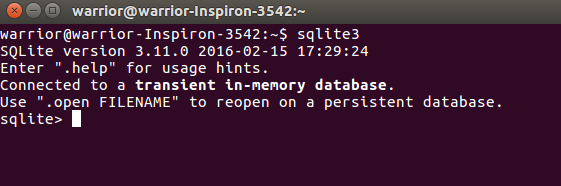 warrior@warrior-Inspiron-3542:~
warrior@warrior-Inspiron-3542:~$ sqlite3
SQLite version 3.11.0 2016-02-15 17:29:24
Enter ".help" for usage hints.
Connected to a transient in-memory database.
Use ".open FILENAME" to reopen on a persistent database.
sqlite>